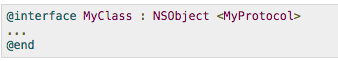 @interface MyClass : NSObject <MyProtocol>
...
@end